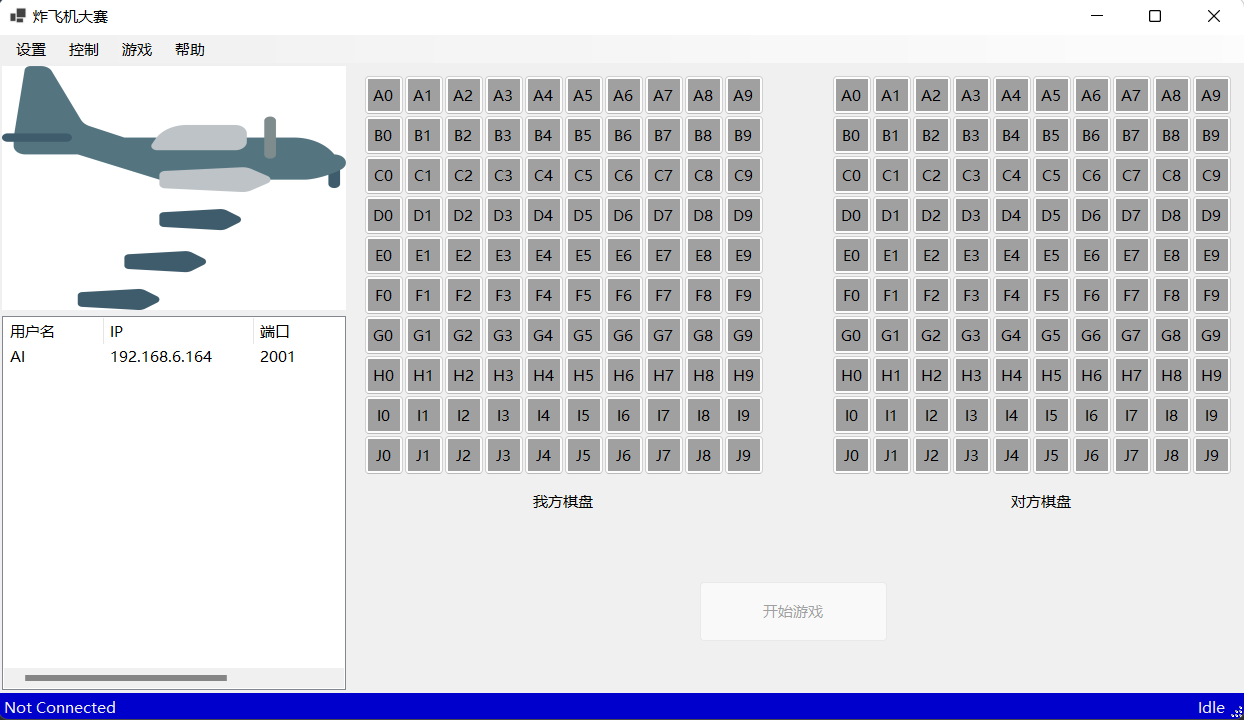 炸飞机大赛
设置 控制 游戏 帮助
A0 A1 A2 A3 A4 A5 A6 A7 A8 A9 A0 A1 A2 A3 A4 A5 A6 A7 A8 A9
B0 B1 B2 B3 B4 B5 B6 B7 B8 B9 B0 B1 B2 B3 B4 B5 B6 B7 B8 B9
C0 C1 C2 C3 C4 C5 C6 C7 C8 C9 C0 C1 C2 C3 C4 C5 C6 C7 C8 C9
D0 D1 D2 D3 D4 D5 D6 D7 D8 D9 D0 D1 D2 D3 D4 D5 D6 D7 D8 D9
E0 E1 E2 E3 E4 E5 E6 E7 E8 E9 E0 E1 E2 E3 E4 E5 E6 E7 E8 E9
F0 F1 F2 F3 F4 F5 F6 F7 F8 F9 F0 F1 F2 F3 F4 F5 F6 F7 F8 F9
G0 G1 G2 G3 G4 G5 G6 G7 G8 G9 G0 G1 G2 G3 G4 G5 G6 G7 G8 G9
H0 H1 H2 H3 H4 H5 H6 H7 H8 H9 H0 H1 H2 H3 H4 H5 H6 H7 H8 H9
I0 I1 I2 I3 I4 I5 I6 I7 I8 I9 I0 I1 I2 I3 I4 I5 I6 I7 I8 I9
J0 J1 J2 J3 J4 J5 J6 J7 J8 J9 J0 J1 J2 J3 J4 J5 J6 J7 J8 J9
我方棋盘 对方棋盘
用户名 IP 端口
AI 192.168.6.164 2001
开始游戏
Not Connected Idle